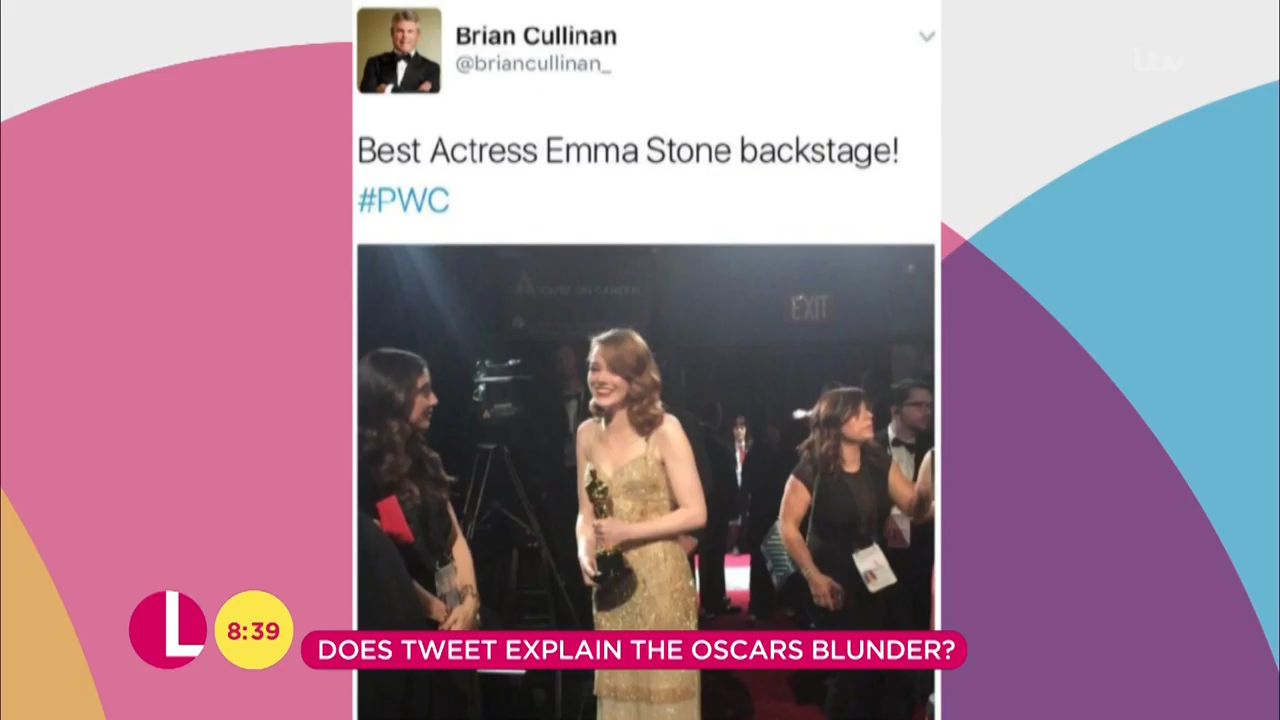 Brian Cullinan
@briancullinan_
itv
Best Actress Emma Stone backstage!
#PWC
EXIT
L
8:39
DOES TWEET EXPLAIN THE OSCARS BLUNDER?